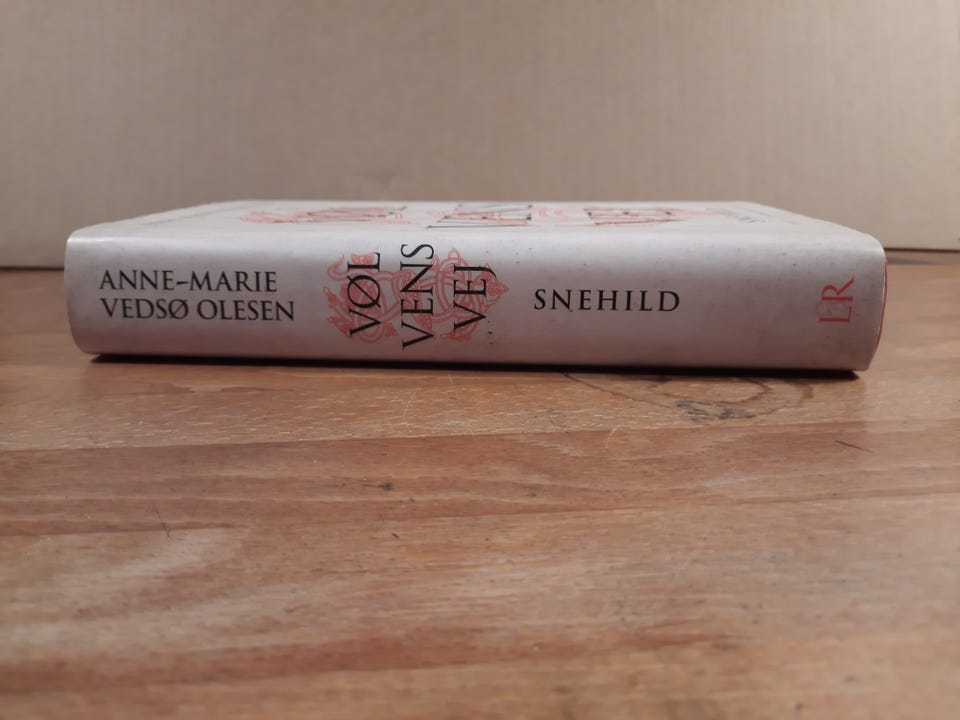 ANNE-MARIE
VEDSØ OLESEN
VØL
VENS
VEJ
SNEHILD
LR